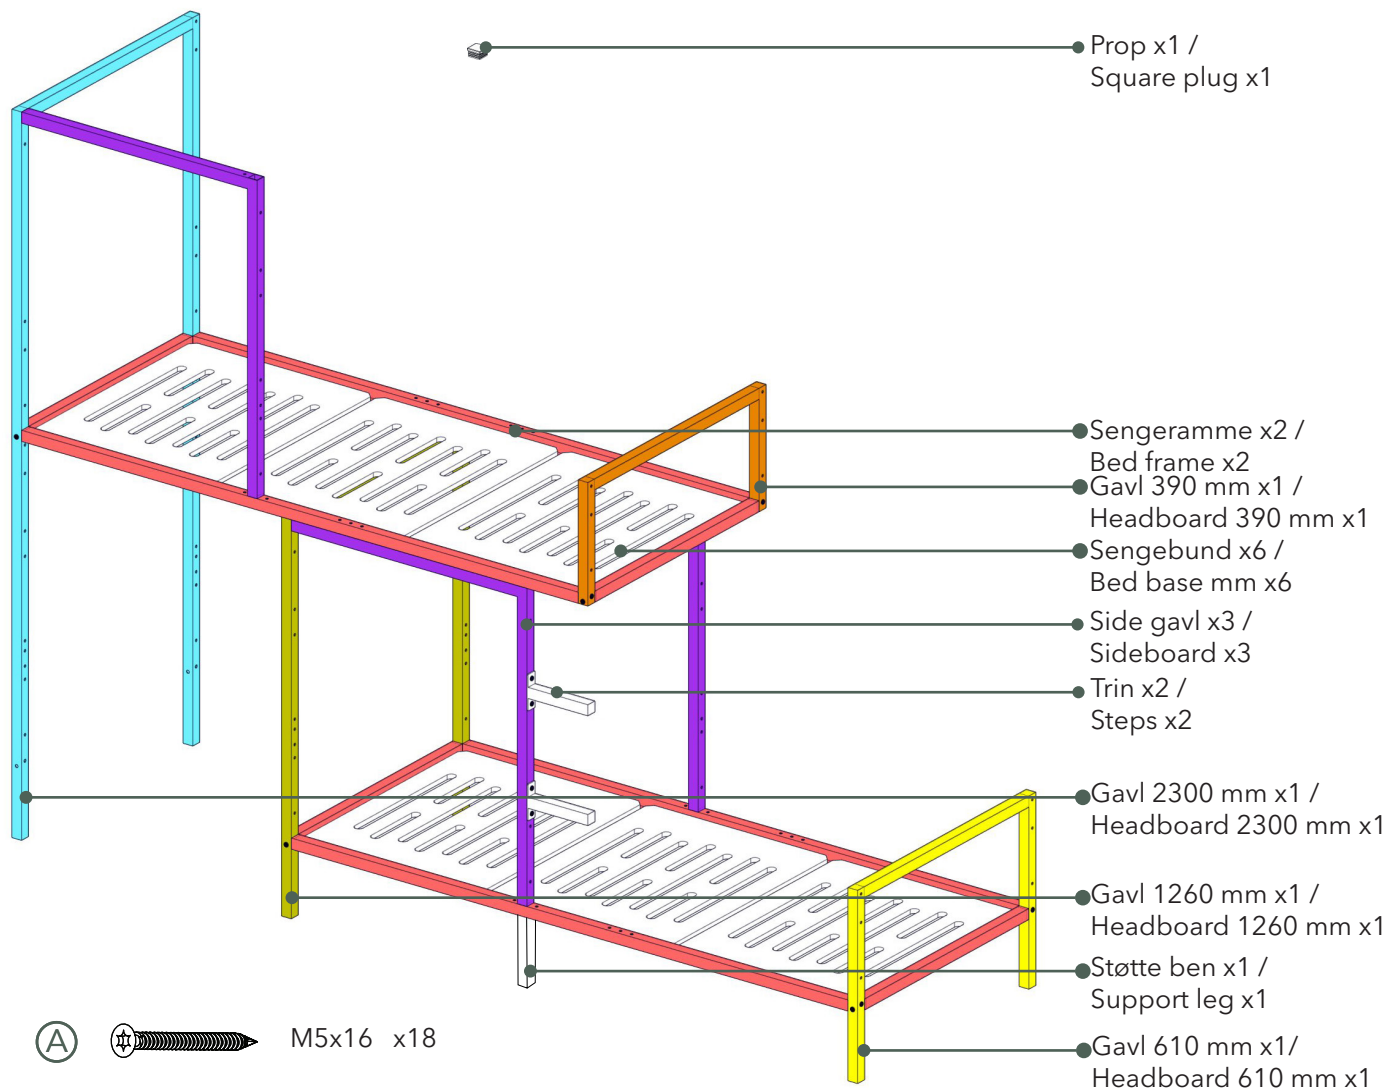 Prop x1 /
Square plug x1
Sengeramme x2 /
Bed frame x2
Gavl 390 mm x1 /
Headboard 390 mm x1
Sengebund x6 /
Bed base mm x6
Side gavl x3 /
Sideboard x3
Trin x2 /
Steps x2
Gavl 2300 mm x1 /
Headboard 2300 mm x1
Gavl 1260 mm x1 /
Headboard 1260 mm x1
Støtte ben x1 /
Support leg x1
Gavl 610 mm x1/
Headboard 610 mm x1
A M5x16 x18